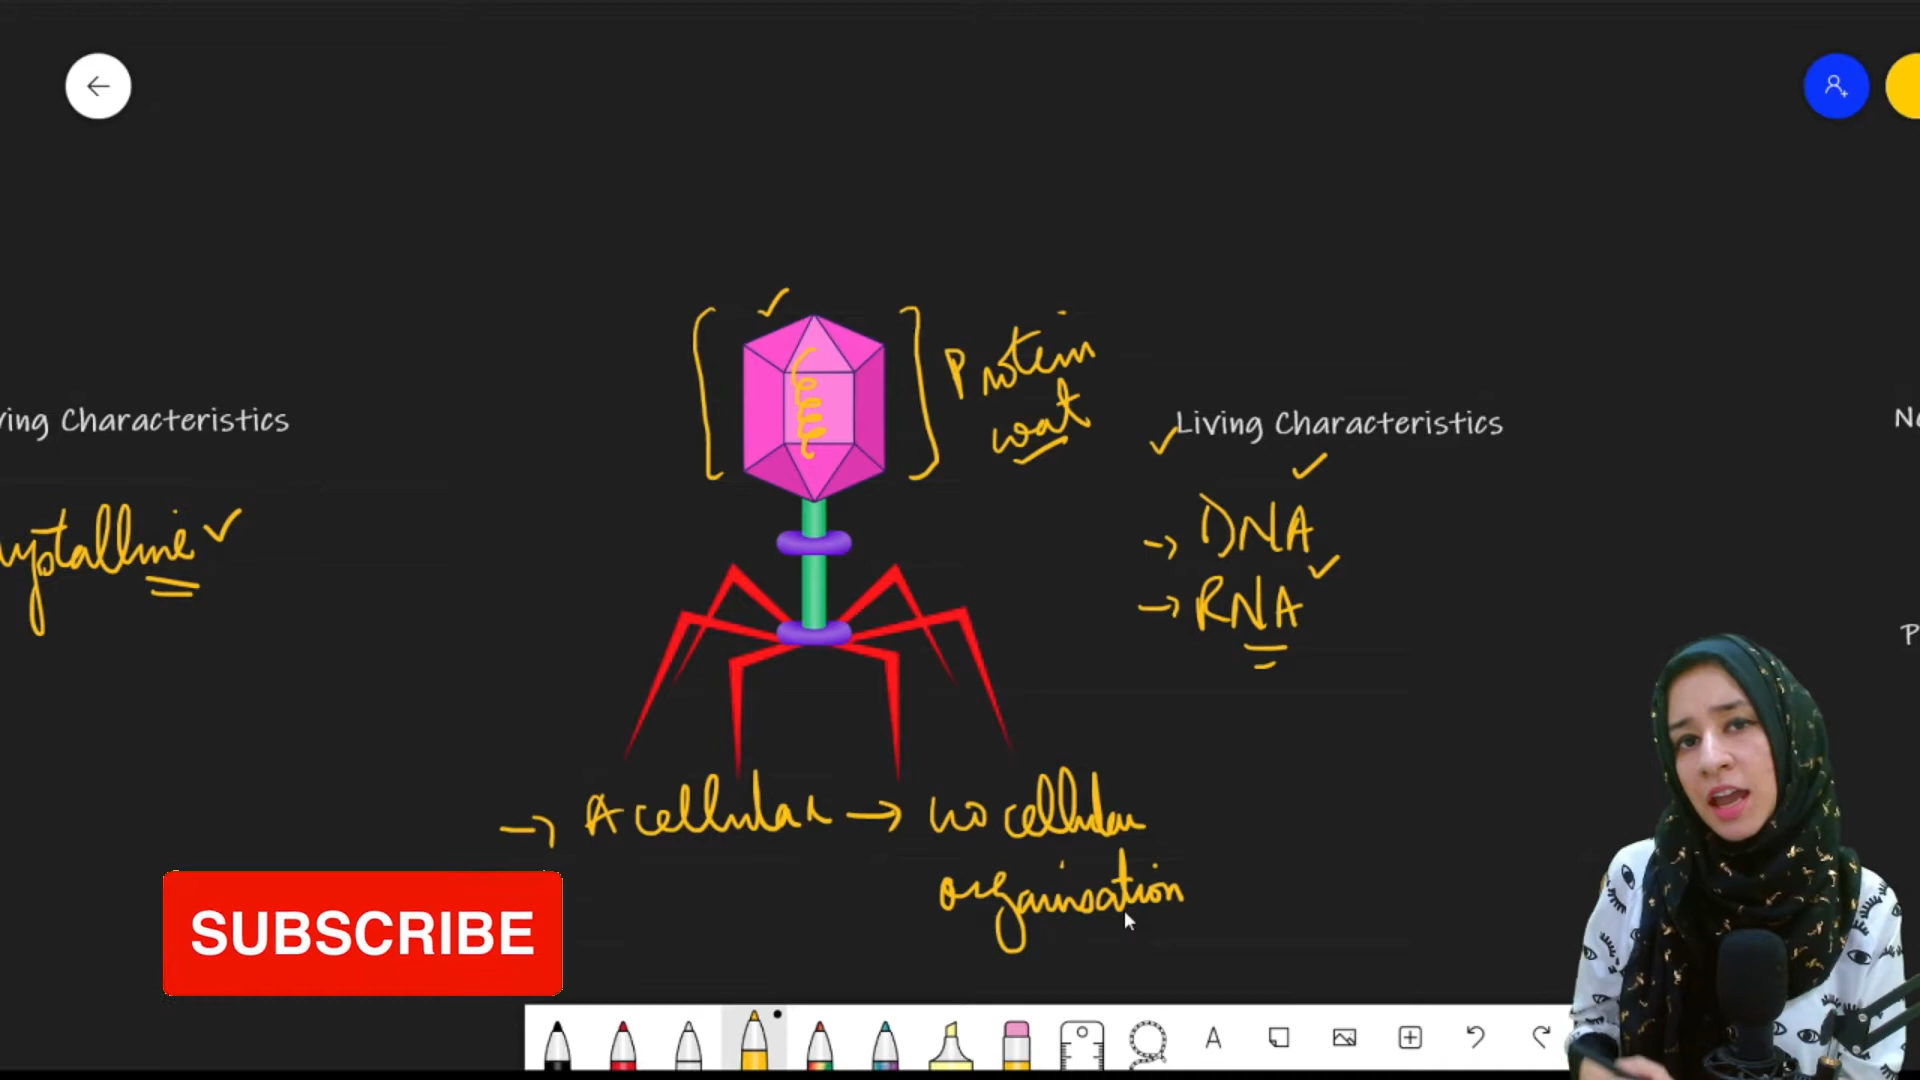 ving Characteristics
ystalline
Protein
coat
Living Characteristics
DNA
RNA
Acellular → no cellular
organisation
SUBSCRIBE
A